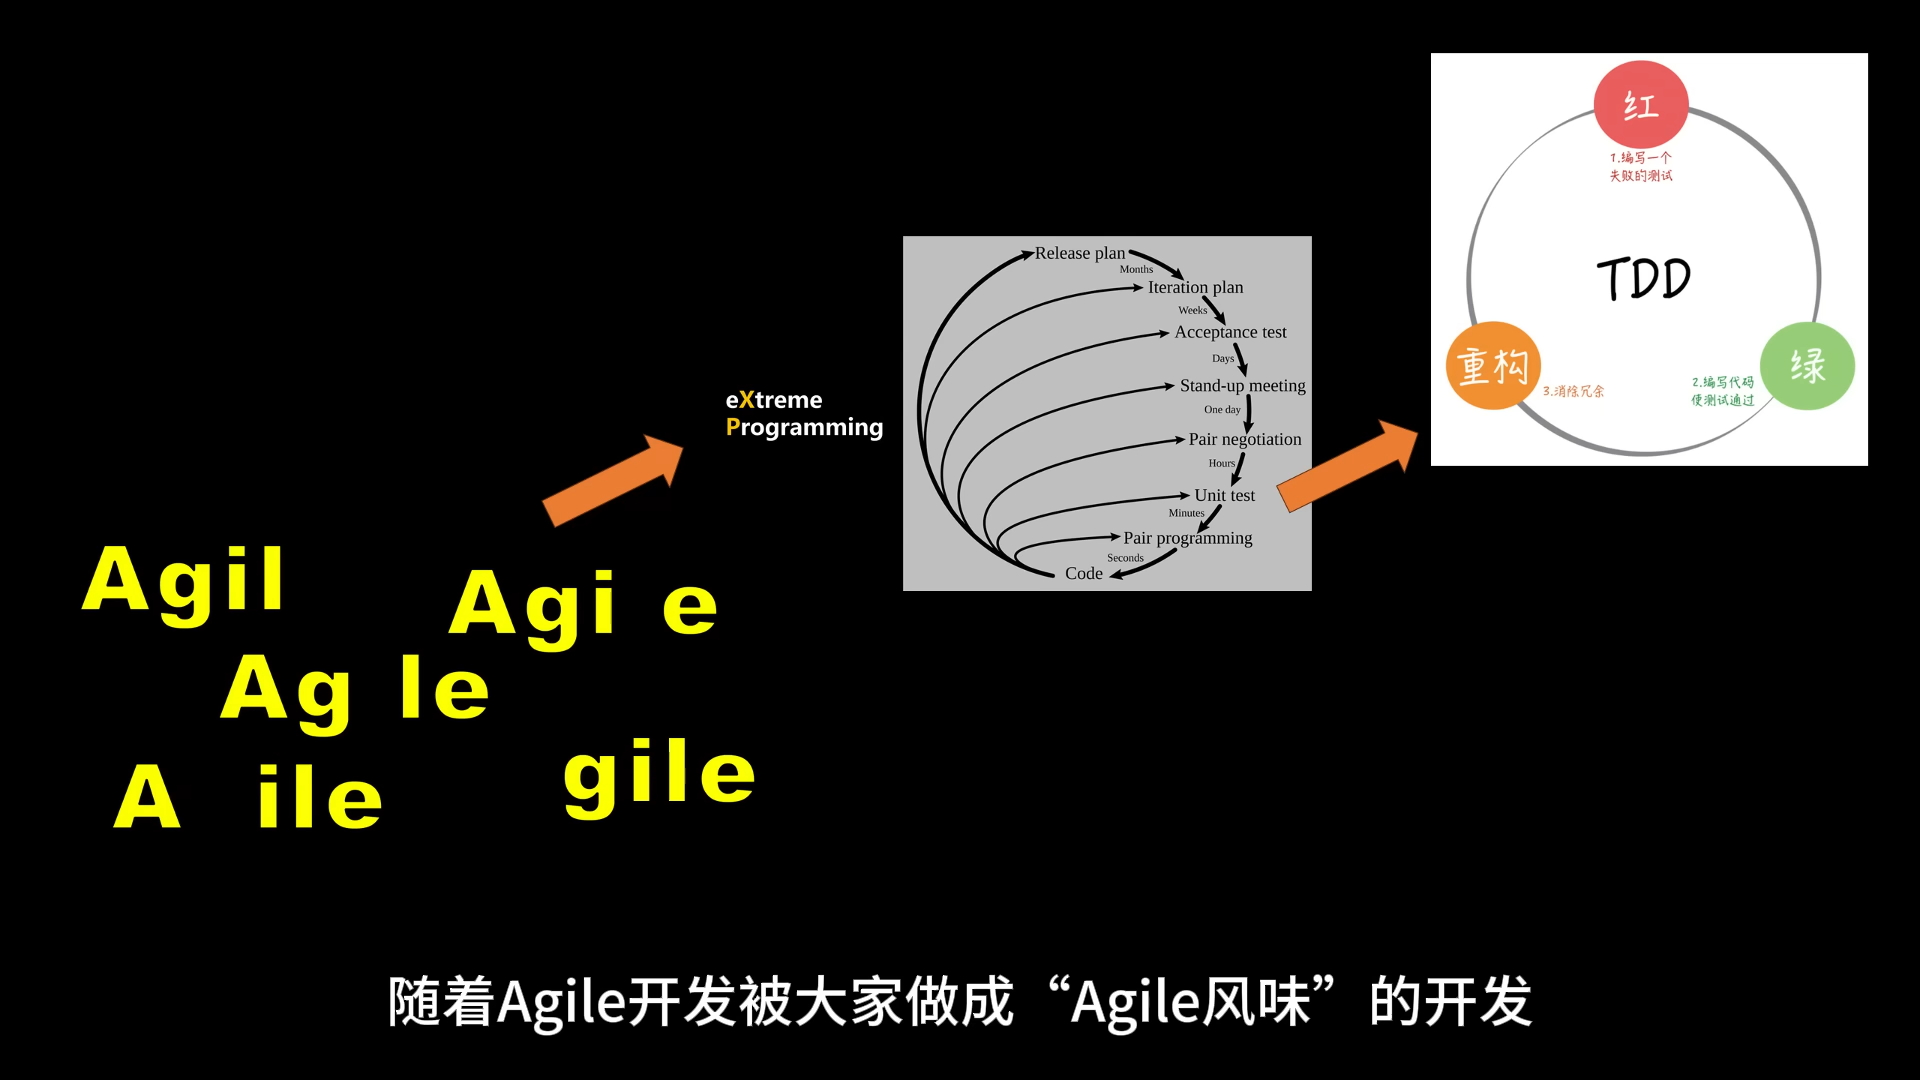 红
1.编写一个
失败的测试
TDD
重构
3.消除冗余
2.编写代码
使测试通过
绿
Release plan
Months
Iteration plan
Weeks
Acceptance test
Days
Stand-up meeting
One day
Pair negotiation
Hours
Unit test
Minutes
Pair programming
Seconds
Code
eXtreme
Programming
Agil
Agi e
Ag le
A ile
gile
随着Agile开发被大家做成“Agile风味”的开发